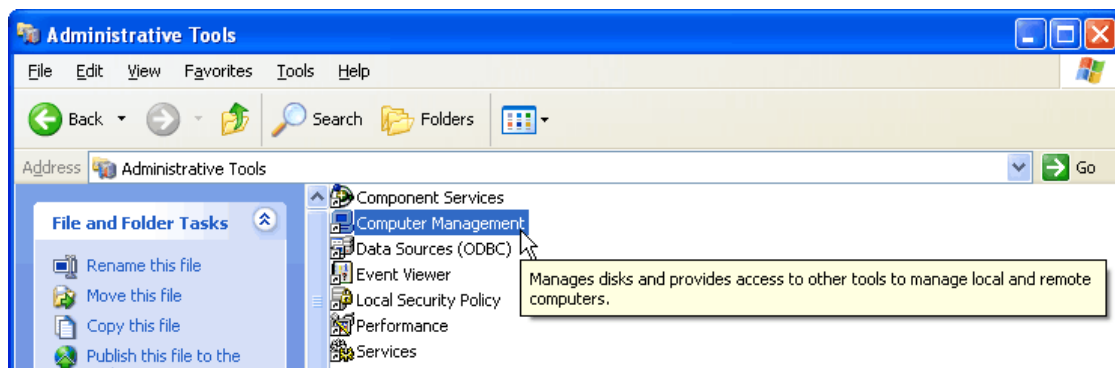 Administrative Tools
File Edit View Favorites Tools Help
Back Search Folders
Address Administrative Tools Go
File and Folder Tasks
Rename this file
Move this file
Copy this file
Publish this file to the
Component Services
Computer Management
Data Sources (ODBC)
Event Viewer
Local Security Policy
Performance
Services
Manages disks and provides access to other tools to manage local and remote
computers.